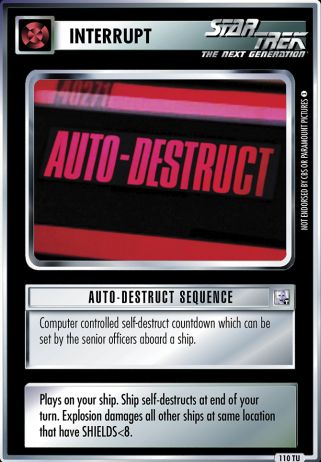 INTERRUPT
STAR TREK
THE NEXT GENERATION
40271
AUTO-DESTRUCT
NOT ENDORSED BY CBS OR PARAMOUNT PICTURES
AUTO-DESTRUCT SEQUENCE
Computer controlled self-destruct countdown which can be
set by the senior officers aboard a ship.
Plays on your ship. Ship self-destructs at end of your
turn. Explosion damages all other ships at same location
that have SHIELDS<8.
110 TU